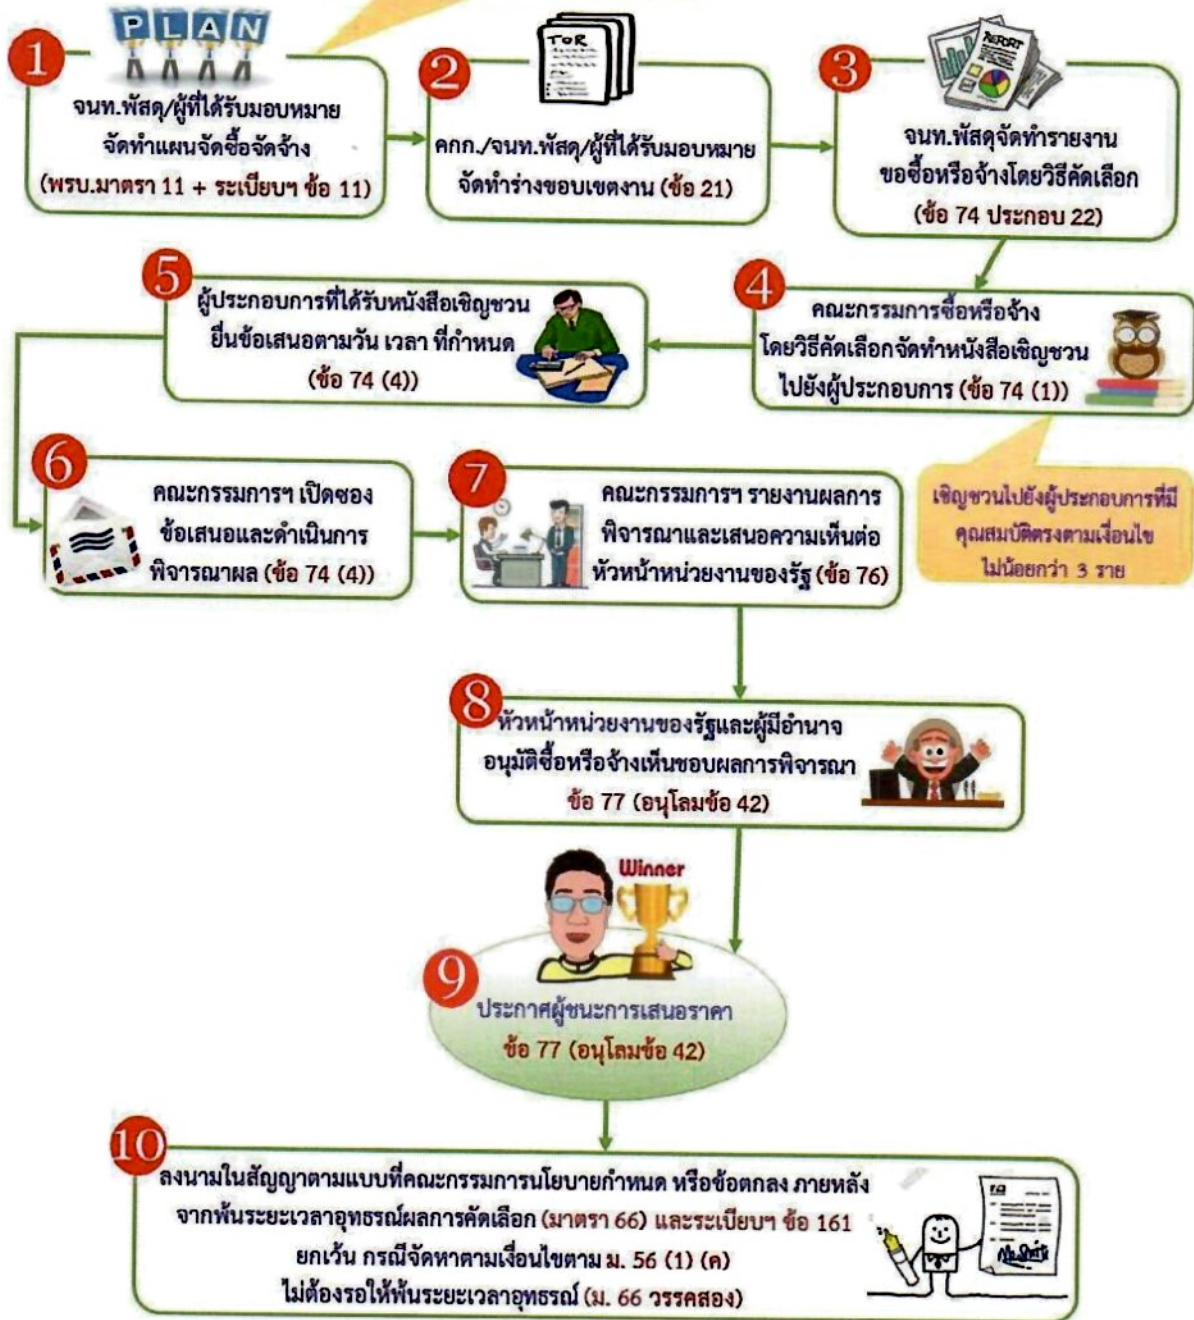 1
PLAN
จนท.พัสดุ/ผู้ที่ได้รับมอบหมาย
จัดทำแผนจัดซื้อจัดจ้าง
(พรบ.มาตรา 11 + ระเบียบฯ ข้อ 11)
2
TOR
คกก./จนท.พัสดุ/ผู้ที่ได้รับมอบหมาย
จัดทำร่างขอบเขตงาน (ข้อ 21)
3
REPORT
จนท.พัสดุจัดทำรายงาน
ขอซื้อหรือจ้างโดยวิธีคัดเลือก
(ข้อ 74 ประกอบ 22)
4
คณะกรรมการซื้อหรือจ้าง
โดยวิธีคัดเลือกจัดทำหนังสือเชิญชวน
ไปยังผู้ประกอบการ (ข้อ 74 (1))
เชิญชวนไปยังผู้ประกอบการที่มี
คุณสมบัติตรงตามเงื่อนไข
ไม่น้อยกว่า 3 ราย
5
ผู้ประกอบการที่ได้รับหนังสือเชิญชวน
ยื่นข้อเสนอตามวัน เวลา ที่กำหนด
(ข้อ 74 (4))
6
คณะกรรมการฯ เปิดซอง
ข้อเสนอและดำเนินการ
พิจารณาผล (ข้อ 74 (4))
7
คณะกรรมการฯ รายงานผลการ
พิจารณาและเสนอความเห็นต่อ
หัวหน้าหน่วยงานของรัฐ (ข้อ 76)
8
หัวหน้าหน่วยงานของรัฐและผู้มีอำนาจ
อนุมัติซื้อหรือจ้างเห็นชอบผลการพิจารณา
ข้อ 77 (อนุโลมข้อ 42)
Winner
9
ประกาศผู้ชนะการเสนอราคา
ข้อ 77 (อนุโลมข้อ 42)
10
ลงนามในสัญญาตามแบบที่คณะกรรมการนโยบายกำหนด หรือข้อตกลง ภายหลัง
จากพ้นระยะเวลาอุทธรณ์ผลการคัดเลือก (มาตรา 66) และระเบียบฯ ข้อ 161
ยกเว้น กรณีจัดหาตามเงื่อนไขตาม ม. 56 (1) (ค)
ไม่ต้องรอให้พ้นระยะเวลาอุทธรณ์ (ม. 66 วรรคสอง)